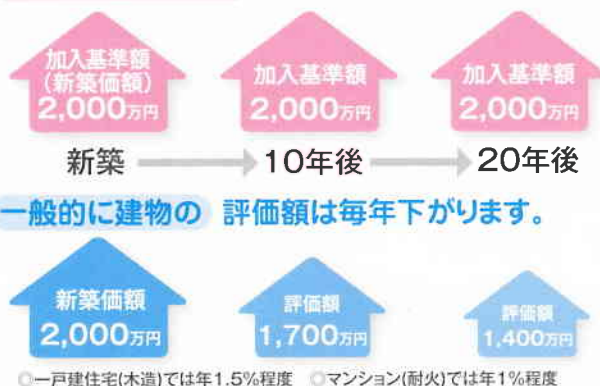 加入基準額
(新築価額)
2,000万円
加入基準額
2,000万円
加入基準額
2,000万円
新築
10年後
20年後
一般的に建物の 評価額は毎年下がります。
新築価額
2,000万円
評価額
1,700万円
評価額
1,400万円
◎一戸建住宅(木造)では年1.5%程度 ◎マンション(耐火)では年1%程度